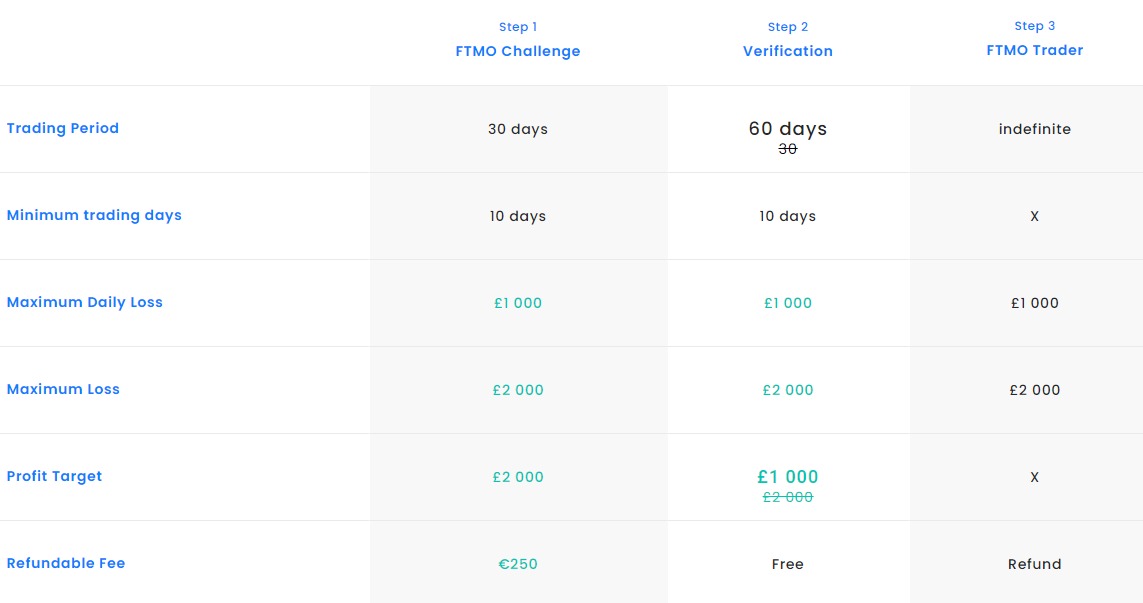 Step 1 Step 2 Step 3
FTMO Challenge Verification FTMO Trader
Trading Period 30 days 60 days indefinite
30
Minimum trading days 10 days 10 days X
Maximum Daily Loss £1 000 £1 000 £1 000
Maximum Loss £2 000 £2 000 £2 000
Profit Target £2 000 £1 000 X
£2 000
Refundable Fee €250 Free Refund